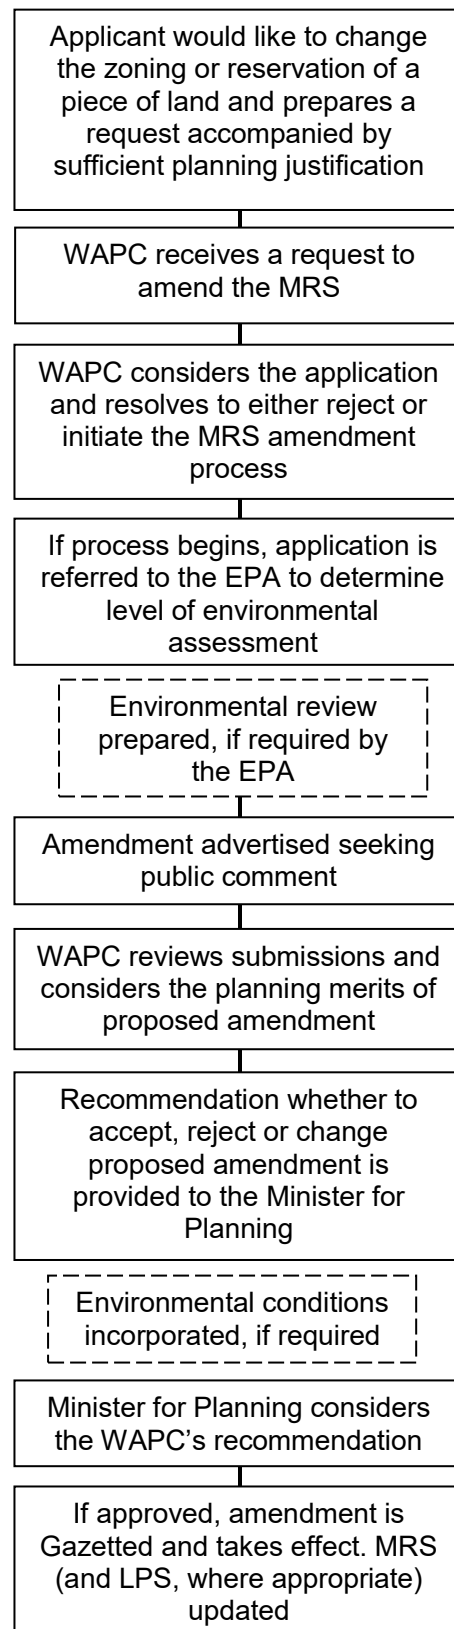 Applicant would like to change
the zoning or reservation of a
piece of land and prepares a
request accompanied by
sufficient planning justification
WAPC receives a request to
amend the MRS
WAPC considers the application
and resolves to either reject or
initiate the MRS amendment
process
If process begins, application is
referred to the EPA to determine
level of environmental
assessment
Environmental review
prepared, if required by
the EPA
Amendment advertised seeking
public comment
WAPC reviews submissions and
considers the planning merits of
proposed amendment
Recommendation whether to
accept, reject or change
proposed amendment is
provided to the Minister for
Planning
Environmental conditions
incorporated, if required
Minister for Planning considers
the WAPC’s recommendation
If approved, amendment is
Gazetted and takes effect. MRS
(and LPS, where appropriate)
updated